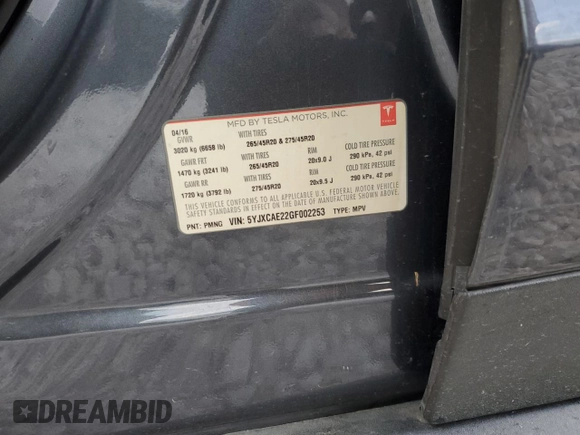 MFD BY TESLA MOTORS, INC.
TESLA
04/16
GVWR WITH TIRES
3020 kg (6658 lb) 265/45R20 & 275/45R20
GAWR FRT WITH TIRES RIM COLD TIRE PRESSURE
1470 kg (3241 lb) 265/45R20 20x9.0 J 290 kPa, 42 psi
GAWR RR WITH TIRES RIM COLD TIRE PRESSURE
1720 kg (3792 lb) 275/45R20 20x9.5 J 290 kPa, 42 psi
THIS VEHICLE CONFORMS TO ALL APPLICABLE U.S. FEDERAL MOTOR VEHICLE
SAFETY STANDARDS IN EFFECT ON THE DATE OF MANUFACTURE SHOWN ABOVE.
PNT: PMNG VIN: 5YJXCAE22GF002253 TYPE: MPV
DREAMBID